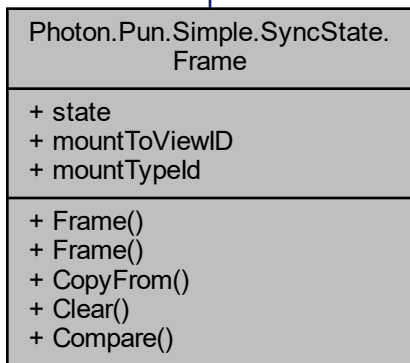 Photon.Pun.Simple.SyncState.
Frame
+ state
+ mountToViewID
+ mountTypeId
+ Frame()
+ Frame()
+ CopyFrom()
+ Clear()
+ Compare()